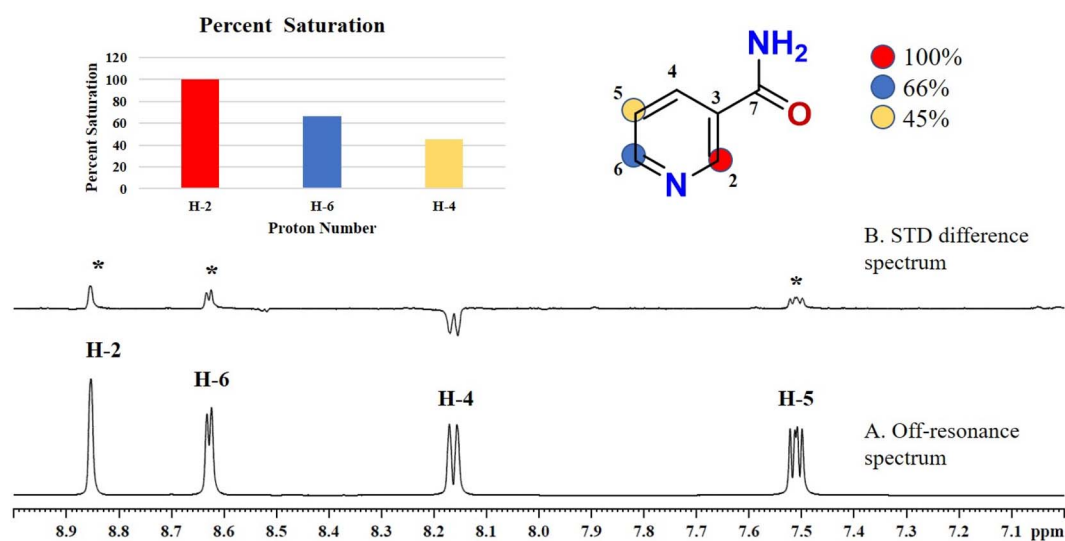 Percent Saturation
Percent Saturation
120
100
80
60
40
20
0
H-2
H-6
H-4
Proton Number
NH2
4
5
3
7
O
6
N
2
100%
66%
45%
B. STD difference
spectrum
*
*
*
H-2
H-6
H-4
H-5
A. Off-resonance
spectrum
8.9 8.7 8.6 8.5 8.4 8.3 8.2 8.1 8.0 7.9 7.8 7.7 7.6 7.5 7.4 7.3 7.2 7.1 ppm